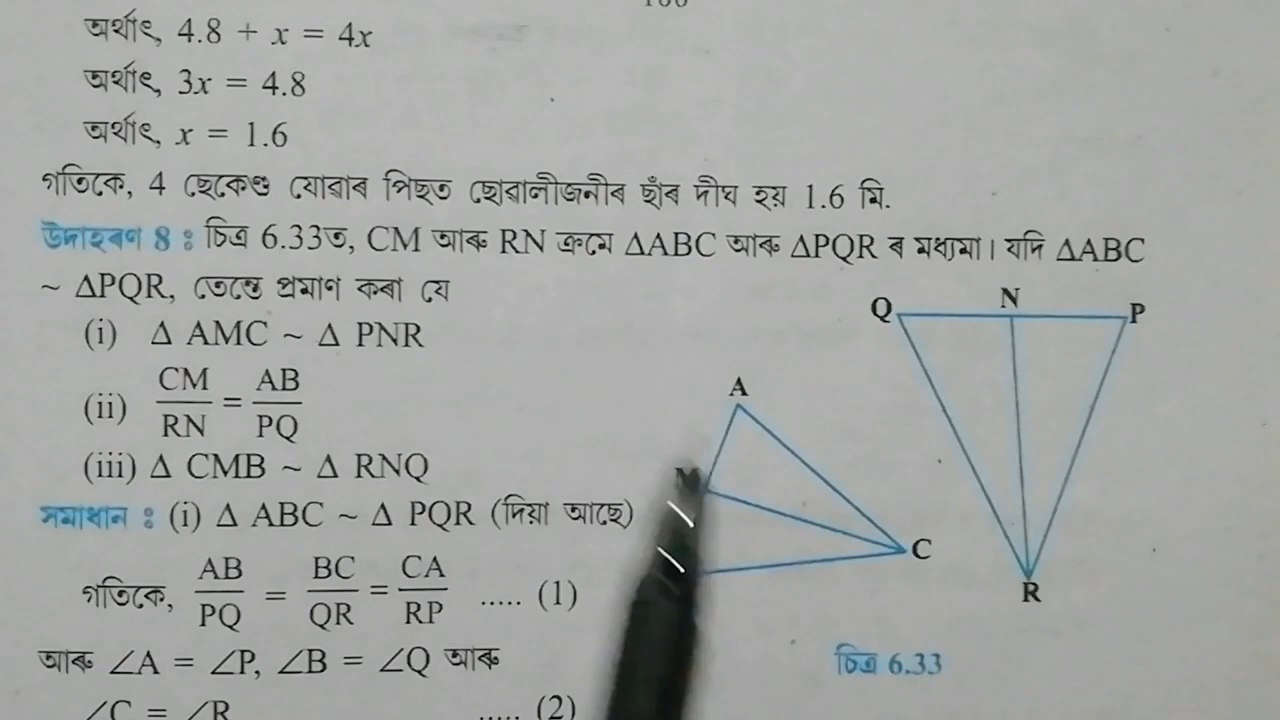 অৰ্থাৎ, 4.8 + x = 4x
অৰ্থাৎ, 3x = 4.8
অৰ্থাৎ, x = 1.6
গতিকে, 4 ছেকেণ্ড যোৱাৰ পিছত ছোৱালীজনীৰ ছাঁৰ দীঘ হয় 1.6 মি.
উদাহৰণ 8 : চিত্ৰ 6.33ত, CM আৰু RN ক্ৰমে ΔABC আৰু ΔPQR ৰ মধ্যমা। যদি ΔABC
~ ΔPQR, তেন্তে প্ৰমাণ কৰা যে
(i) Δ AMC ~ Δ PNR
(ii) CM/RN = AB/PQ
(iii) Δ CMB ~ Δ RNQ
সমাধান : (i) Δ ABC ~ Δ PQR (দিয়া আছে)
গতিকে, AB/PQ = BC/QR = CA/RP ..... (1)
আৰু ∠A = ∠P, ∠B = ∠Q আৰু
∠C = ∠R ..... (2)
Q N P
A
M
C
R
চিত্ৰ 6.33